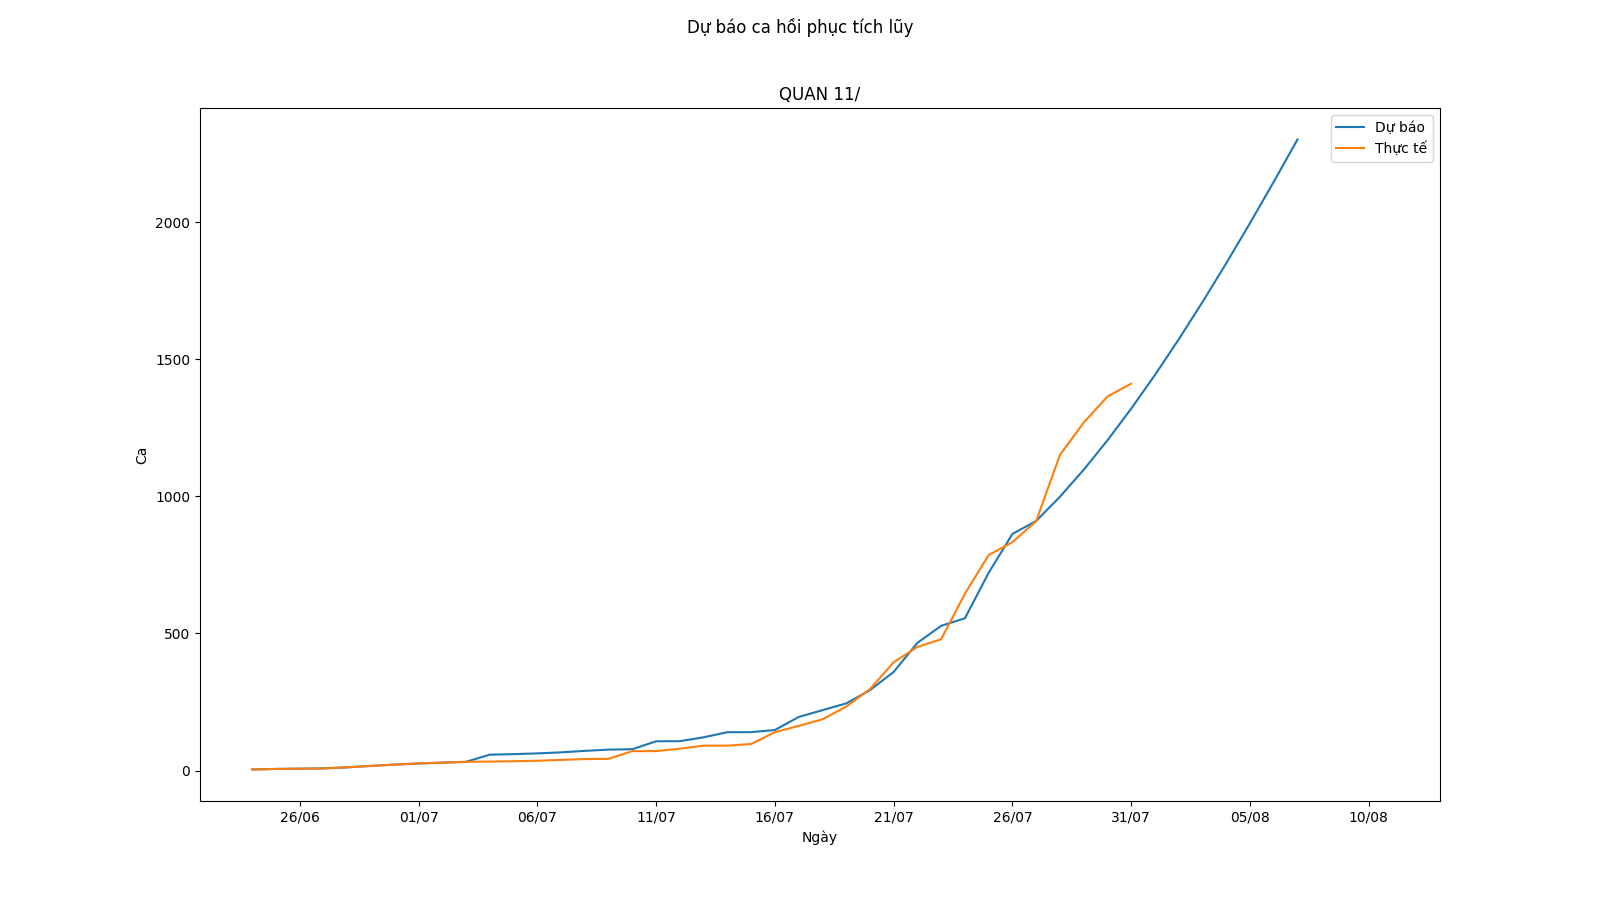 Dự báo ca hồi phục tích lũy
QUAN 11/
Dự báo
Thực tế
2000
1500
1000
500
0
Ca
26/06 01/07 06/07 11/07 16/07 21/07 26/07 31/07 05/08 10/08
Ngày